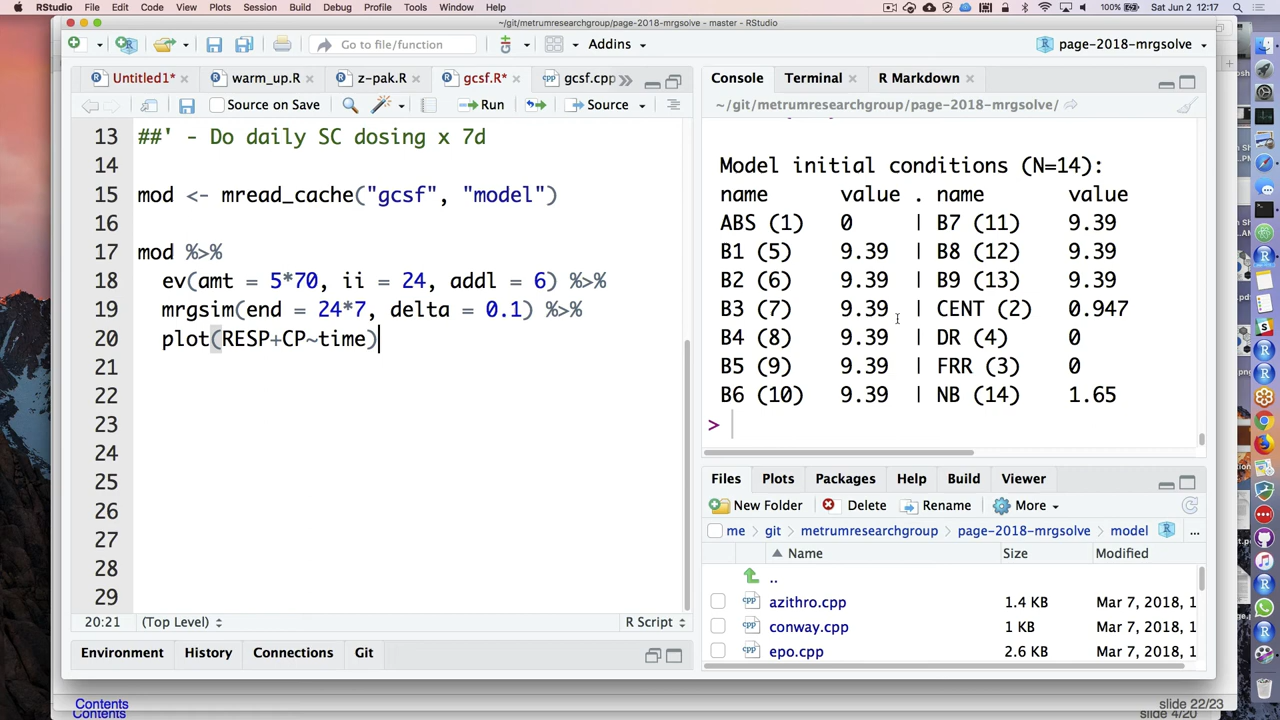 RStudio File Edit Code View Plots Session Build Debug Profile Tools Window Help 100% Sat Jun 2 12:17
~/git/metrumresearchgroup/page-2018-mrgsolve - master - RStudio
Go to file/function Addins page-2018-mrgsolve
Untitled1* warm_up.R z-pak.R gcsf.R* gcsf.cpp
Source on Save Run Source
13 ##' - Do daily SC dosing x 7d
14
15 mod <- mread_cache("gcsf", "model")
16
17 mod %>%
18 ev(amt = 5*70, ii = 24, addl = 6) %>%
19 mrgsim(end = 24*7, delta = 0.1) %>%
20 plot(RESP+CP~time)
21
22
23
24
25
26
27
28
29
20:21 (Top Level) R Script
Environment History Connections Git
Console Terminal R Markdown
~/git/metrumresearchgroup/page-2018-mrgsolve/
Model initial conditions (N=14):
name value . name value
ABS (1) 0 | B7 (11) 9.39
B1 (5) 9.39 | B8 (12) 9.39
B2 (6) 9.39 | B9 (13) 9.39
B3 (7) 9.39 | CENT (2) 0.947
B4 (8) 9.39 | DR (4) 0
B5 (9) 9.39 | FRR (3) 0
B6 (10) 9.39 | NB (14) 1.65
>
Files Plots Packages Help Build Viewer
New Folder Delete Rename More
me git metrumresearchgroup page-2018-mrgsolve model ...
Name Size Modified
..
azithro.cpp 1.4 KB Mar 7, 2018, 1
conway.cpp 1 KB Mar 7, 2018, 1
epo.cpp 2.6 KB Mar 7, 2018, 1
Contents slide 22/23
Contents slide 4/20